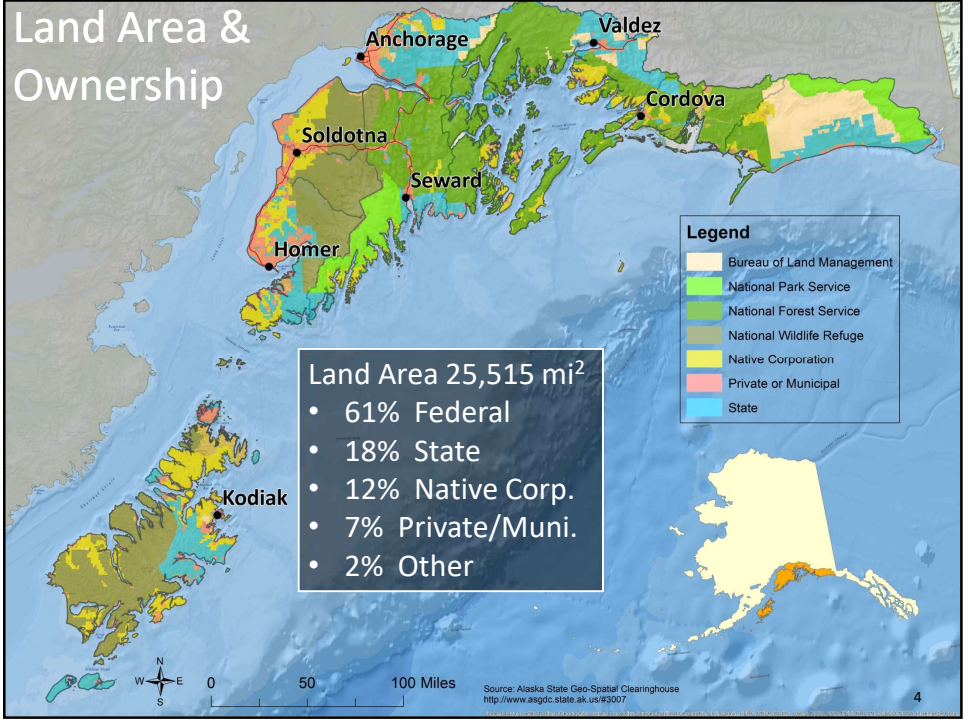 Land Area &
Ownership
Anchorage
Valdez
Cordova
Soldotna
Seward
Homer
Kodiak
Legend
Bureau of Land Management
National Park Service
National Forest Service
National Wildlife Refuge
Native Corporation
Private or Municipal
State
Land Area 25,515 mi²
• 61% Federal
• 18% State
• 12% Native Corp.
• 7% Private/Muni.
• 2% Other
N
W E
S
0 50 100 Miles
Source: Alaska State Geo-Spatial Clearinghouse
http://www.asgdc.state.ak.us/#3007
4